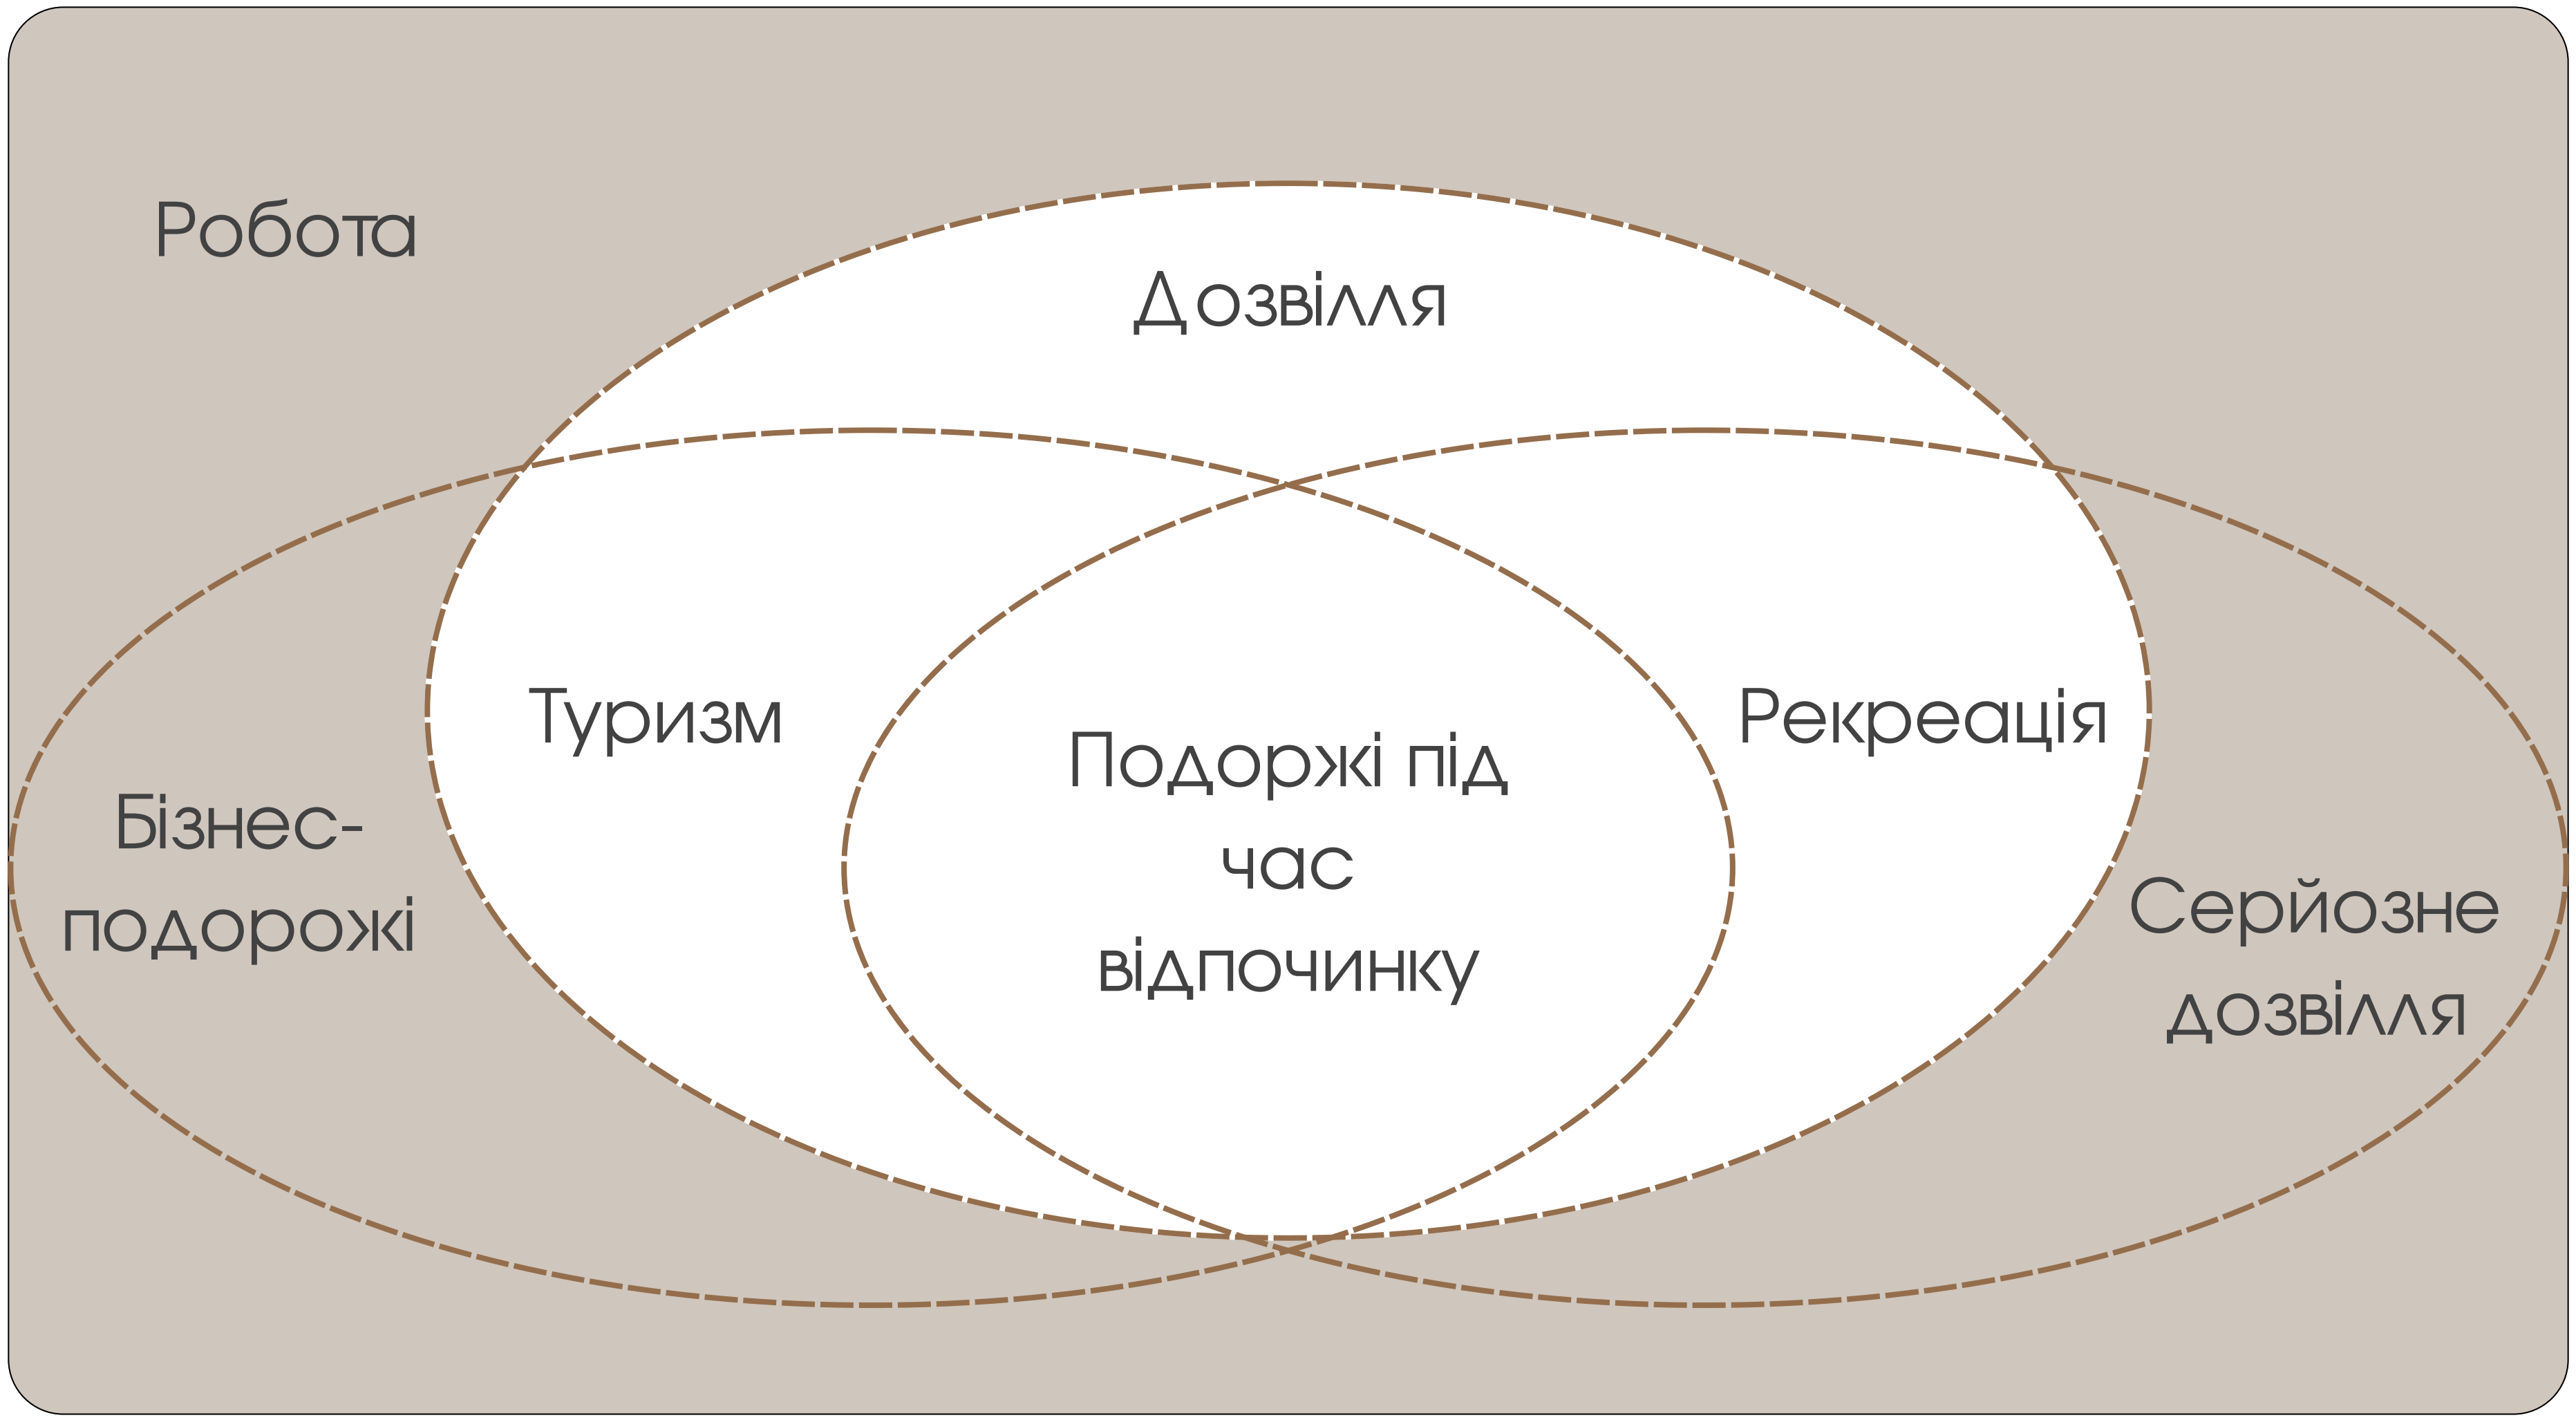 Робота
Дозвілля
Туризм
Рекреація
Подоржі під
час
відпочинку
Бізнес-
подорожі
Серйозне
дозвілля